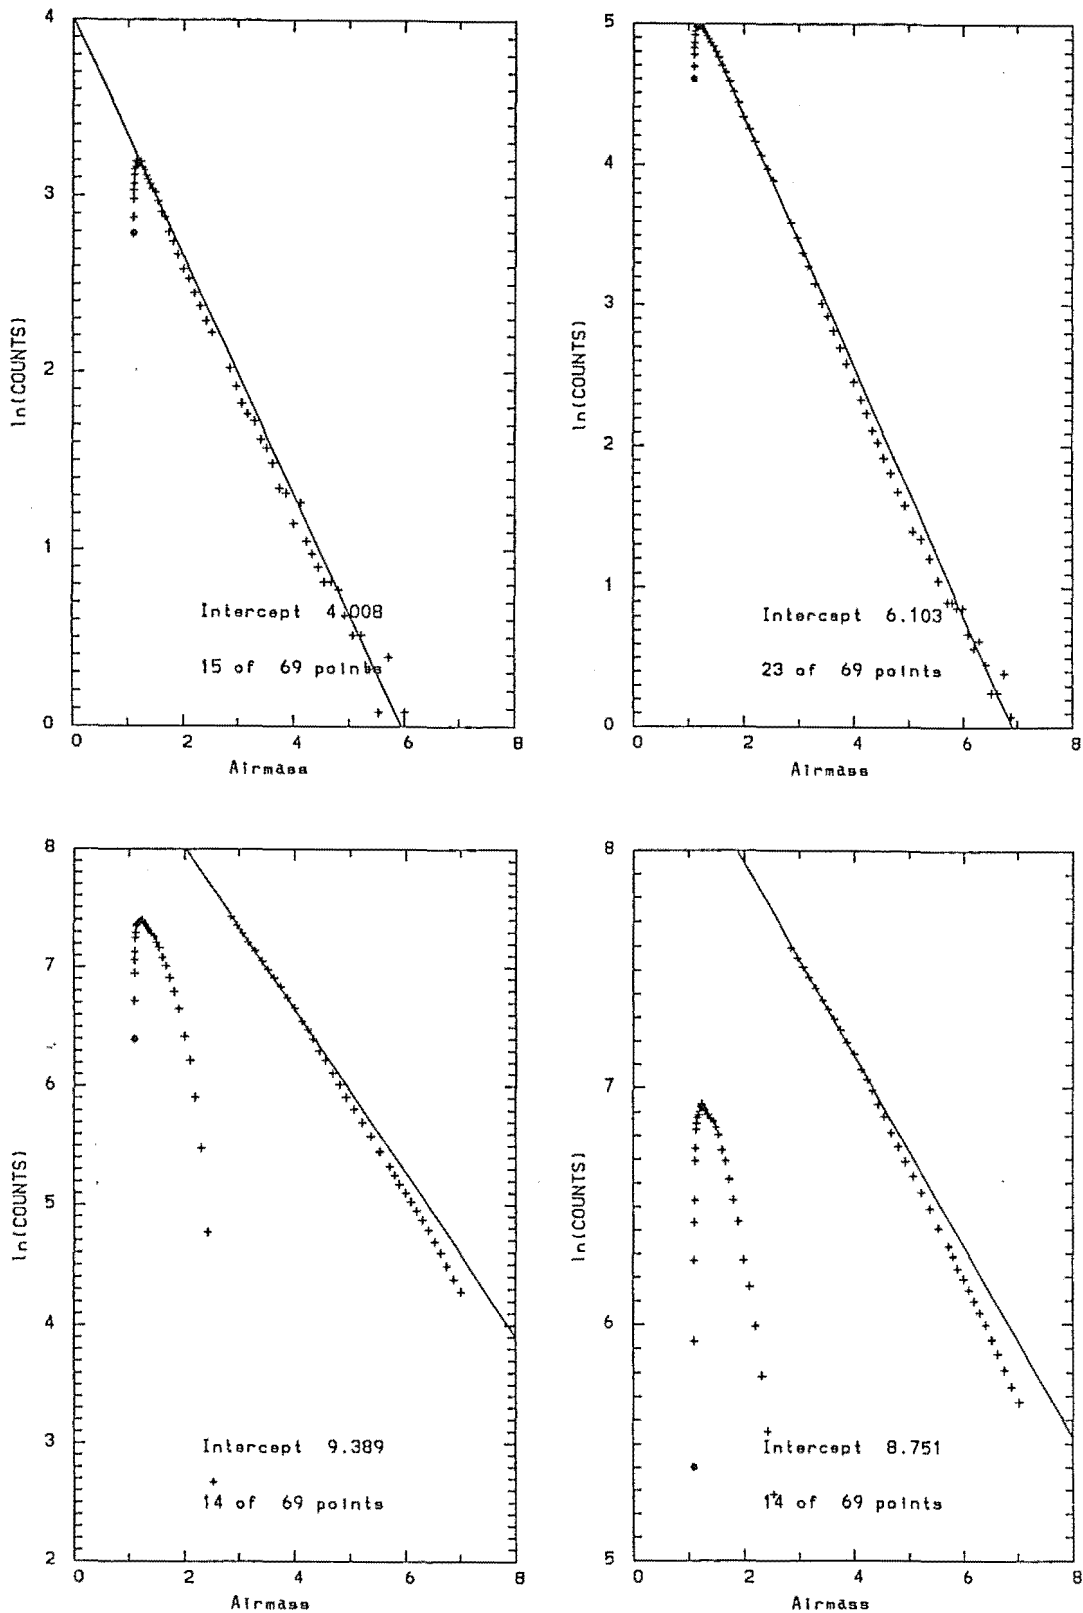 4
3
2
1
0
ln(COUNTS)
Intercept 4.008
15 of 69 points
0 2 4 6 8
Airmass
5
4
3
2
1
0
ln(COUNTS)
Intercept 6.103
23 of 69 points
0 2 4 6 8
Airmass
8
7
6
5
4
3
2
ln(COUNTS)
Intercept 9.389
14 of 69 points
0 2 4 6 8
Airmass
8
7
6
5
ln(COUNTS)
Intercept 8.751
14 of 69 points
0 2 4 6 8
Airmass